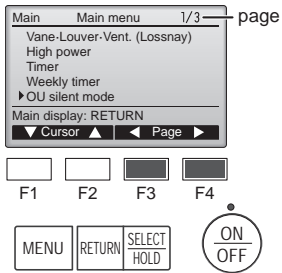 Main Main menu 1/3 page
Vane·Louver·Vent. (Lossnay)
High power
Timer
Weekly timer
OU silent mode
Main display: RETURN
Cursor Page
F1 F2 F3 F4
MENU RETURN SELECT HOLD ON OFF